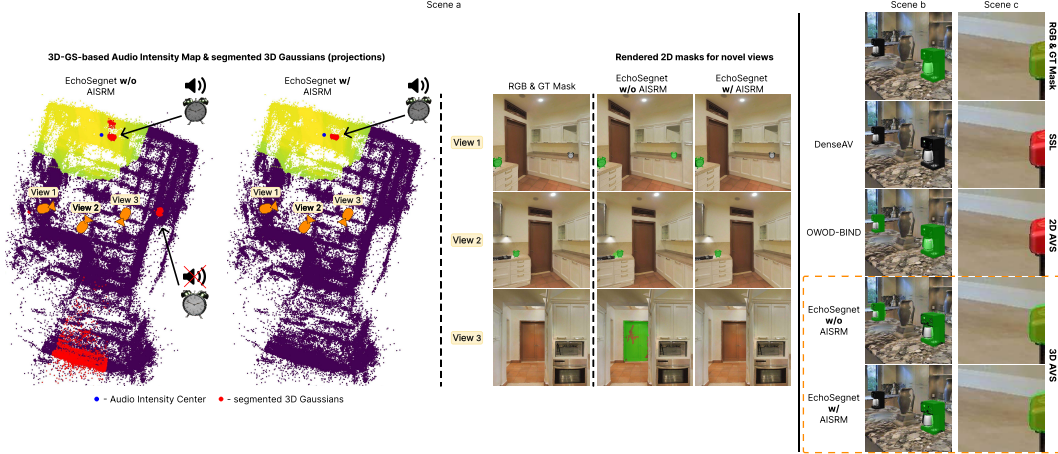 Scene a
3D-GS-based Audio Intensity Map & segmented 3D Gaussians (projections)
EchoSegnet w/o
AISRM
EchoSegnet w/
AISRM
View 1
View 2
View 3
View 1
View 2
View 3
- Audio Intensity Center
- segmented 3D Gaussians
Rendered 2D masks for novel views
RGB & GT Mask
EchoSegnet
w/o AISRM
EchoSegnet
w/ AISRM
View 1
View 2
View 3
Scene b
Scene c
RGB & GT Mask
DenseAV
SSL
OWOD-BIND
2D AVS
EchoSegnet
w/o
AISRM
EchoSegnet
w/
AISRM
3D AVS